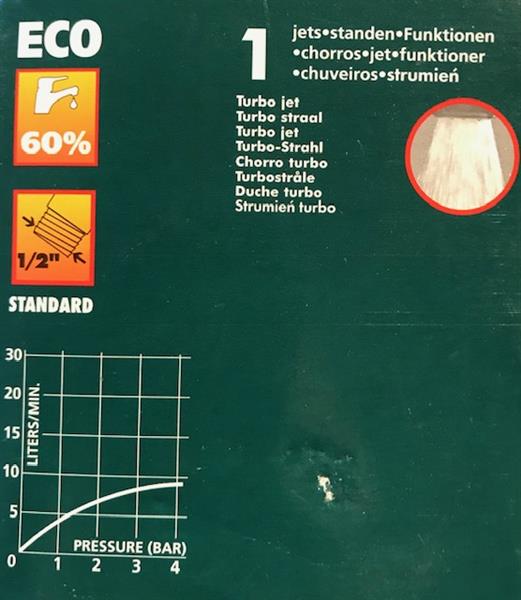 ECO
60%
1/2"
STANDARD
1
jets•standen•Funktionen
•chorros•jet•funktioner
•chuveiros•strumień
Turbo jet
Turbo straal
Turbo jet
Turbo-Strahl
Chorro turbo
Turbostråle
Duche turbo
Strumień turbo
30
20
15
10
5
0
LITERS/MIN.
PRESSURE (BAR)
1 2 3 4